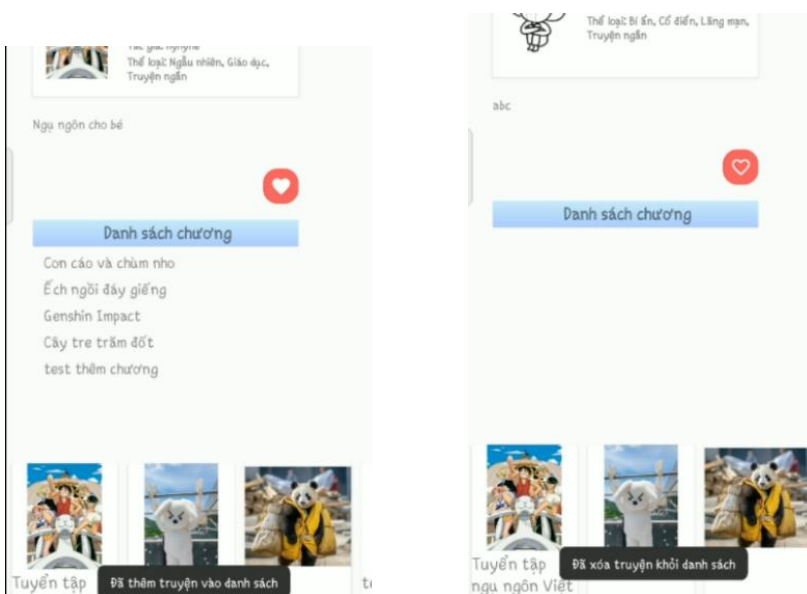 Thể loại: Ngẫu nhiên, Giáo dục,
Truyện ngắn
Ngụ ngôn cho bé
Danh sách chương
Con cáo và chùm nho
Ếch ngồi đáy giếng
Genshin Impact
Cây tre trăm đốt
test thêm chương
Tuyển tập
Đã thêm truyện vào danh sách
Thể loại: Bí ẩn, Cổ điển, Lãng mạn,
Truyện ngắn
abc
Danh sách chương
Tuyển tập
ngụ ngôn Việt
Đã xóa truyện khỏi danh sách